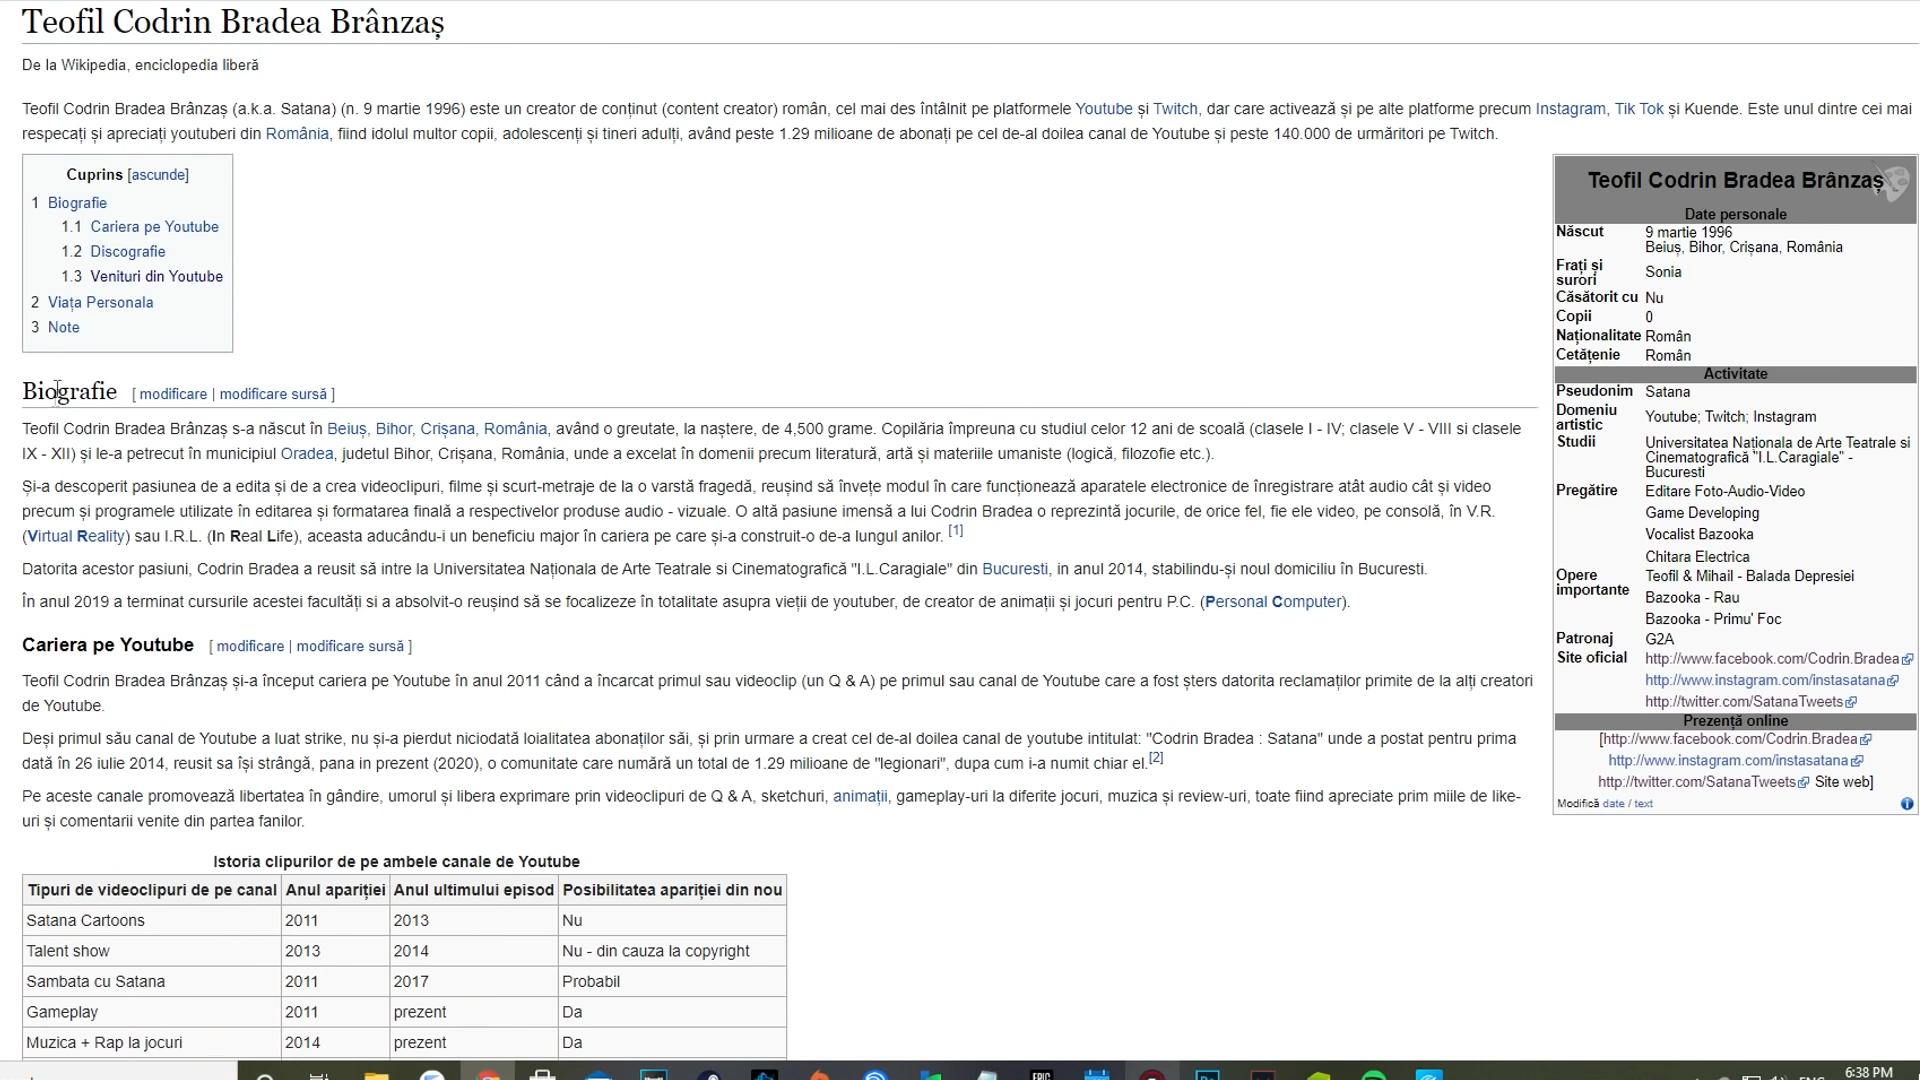 Teofil Codrin Bradea Brânzaș
De la Wikipedia, enciclopedia liberă
Teofil Codrin Bradea Brânzaș (a.k.a. Satana) (n. 9 martie 1996) este un creator de conținut (content creator) român, cel mai des întâlnit pe platformele Youtube și Twitch, dar care activează și pe alte platforme precum Instagram, Tik Tok și Kuende. Este unul dintre cei mai
respecați și apreciați youtuberi din România, fiind idolul multor copii, adolescenți și tineri adulți, având peste 1.29 milioane de abonați pe cel de-al doilea canal de Youtube și peste 140.000 de urmăritori pe Twitch.
Cuprins [ascunde]
1 Biografie
1.1 Cariera pe Youtube
1.2 Discografie
1.3 Venituri din Youtube
2 Viața Personala
3 Note
Biografie [ modificare | modificare sursă ]
Teofil Codrin Bradea Brânzaș s-a născut în Beiuș, Bihor, Crișana, România, având o greutate, la naștere, de 4,500 grame. Copilăria împreuna cu studiul celor 12 ani de scoală (clasele I - IV; clasele V - VIII si clasele
IX - XII) și le-a petrecut în municipiul Oradea, judetul Bihor, Crișana, România, unde a excelat în domenii precum literatură, artă și materiile umaniste (logică, filozofie etc.).
Și-a descoperit pasiunea de a edita și de a crea videoclipuri, filme și scurt-metraje de la o varstă fragedă, reușind să învețe modul în care funcționează aparatele electronice de înregistrare atât audio cât și video
precum și programele utilizate în editarea și formatarea finală a respectivelor produse audio - vizuale. O altă pasiune imensă a lui Codrin Bradea o reprezintă jocurile, de orice fel, fie ele video, pe consolă, în V.R.
(Virtual Reality) sau I.R.L. (In Real Life), aceasta aducându-i un beneficiu major în cariera pe care și-a construit-o de-a lungul anilor. [1]
Datorita acestor pasiuni, Codrin Bradea a reusit să intre la Universitatea Naționala de Arte Teatrale si Cinematografică "I.L.Caragiale" din Bucuresti, in anul 2014, stabilindu-și noul domiciliu în Bucuresti.
În anul 2019 a terminat cursurile acestei facultăți si a absolvit-o reușind să se focalizeze în totalitate asupra vieții de youtuber, de creator de animații și jocuri pentru P.C. (Personal Computer).
Cariera pe Youtube [ modificare | modificare sursă ]
Teofil Codrin Bradea Brânzaș și-a început cariera pe Youtube în anul 2011 când a încarcat primul sau videoclip (un Q & A) pe primul sau canal de Youtube care a fost șters datorita reclamaților primite de la alți creatori
de Youtube.
Deși primul său canal de Youtube a luat strike, nu și-a pierdut niciodată loialitatea abonaților săi, și prin urmare a creat cel de-al doilea canal de youtube intitulat: "Codrin Bradea : Satana" unde a postat pentru prima
dată în 26 iulie 2014, reusit sa își strângă, pana in prezent (2020), o comunitate care numără un total de 1.29 milioane de "legionari", dupa cum i-a numit chiar el.[2]
Pe aceste canale promovează libertatea în gândire, umorul și libera exprimare prin videoclipuri de Q & A, sketchuri, animații, gameplay-uri la diferite jocuri, muzica și review-uri, toate fiind apreciate prim miile de like-
uri și comentarii venite din partea fanilor.
Istoria clipurilor de pe ambele canale de Youtube
Tipuri de videoclipuri de pe canal Anul apariției Anul ultimului episod Posibilitatea apariției din nou
Satana Cartoons 2011 2013 Nu
Talent show 2013 2014 Nu - din cauza la copyright
Sambata cu Satana 2011 2017 Probabil
Gameplay 2011 prezent Da
Muzica + Rap la jocuri 2014 prezent Da
Teofil Codrin Bradea Brânzaș
Date personale
Născut 9 martie 1996
Beiuș, Bihor, Crișana, România
Frați și
surori Sonia
Căsătorit cu Nu
Copii 0
Naționalitate Român
Cetățenie Român
Activitate
Pseudonim Satana
Domeniu
artistic Youtube; Twitch; Instagram
Studii Universitatea Naționala de Arte Teatrale si
Cinematografică "I.L.Caragiale" -
Bucuresti
Pregătire Editare Foto-Audio-Video
Game Developing
Vocalist Bazooka
Chitara Electrica
Opere
importante Teofil & Mihail - Balada Depresiei
Bazooka - Rau
Bazooka - Primu' Foc
Patronaj G2A
Site oficial http://www.facebook.com/Codrin.Bradea
http://www.instagram.com/instasatana
http://twitter.com/SatanaTweets
Prezență online
[http://www.facebook.com/Codrin.Bradea
http://www.instagram.com/instasatana
http://twitter.com/SatanaTweets Site web]
Modifică date / text
EPIC
6:38 PM